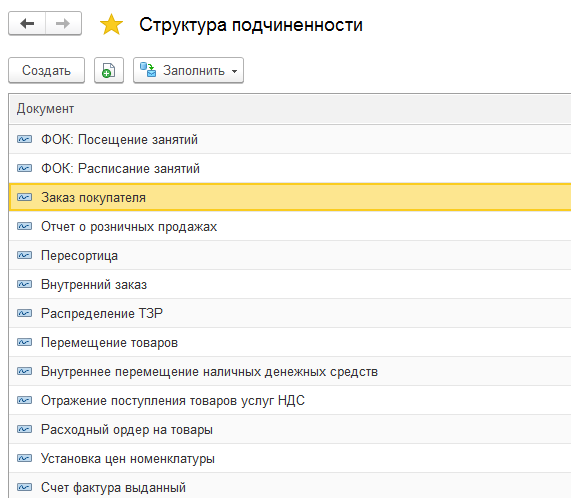 Структура подчиненности
Создать
Заполнить
Документ
ФОК: Посещение занятий
ФОК: Расписание занятий
Заказ покупателя
Отчет о розничных продажах
Пересортица
Внутренний заказ
Распределение ТЗР
Перемещение товаров
Внутреннее перемещение наличных денежных средств
Отражение поступления товаров услуг НДС
Расходный ордер на товары
Установка цен номенклатуры
Счет фактура выданный